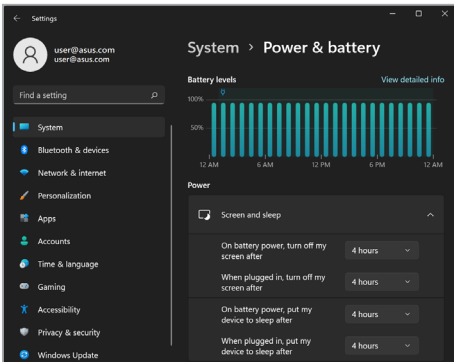 Settings
user@asus.com
user@asus.com
Find a setting
System
Bluetooth & devices
Network & internet
Personalization
Apps
Accounts
Time & language
Gaming
Accessibility
Privacy & security
Windows Update
System > Power & battery
Battery levels
View detailed info
100%
50%
12 AM 6 AM 12 PM 6 PM 12 AM
Power
Screen and sleep
On battery power, turn off my
screen after
4 hours
When plugged in, turn off my
screen after
4 hours
On battery power, put my
device to sleep after
4 hours
When plugged in, put my
device to sleep after
4 hours